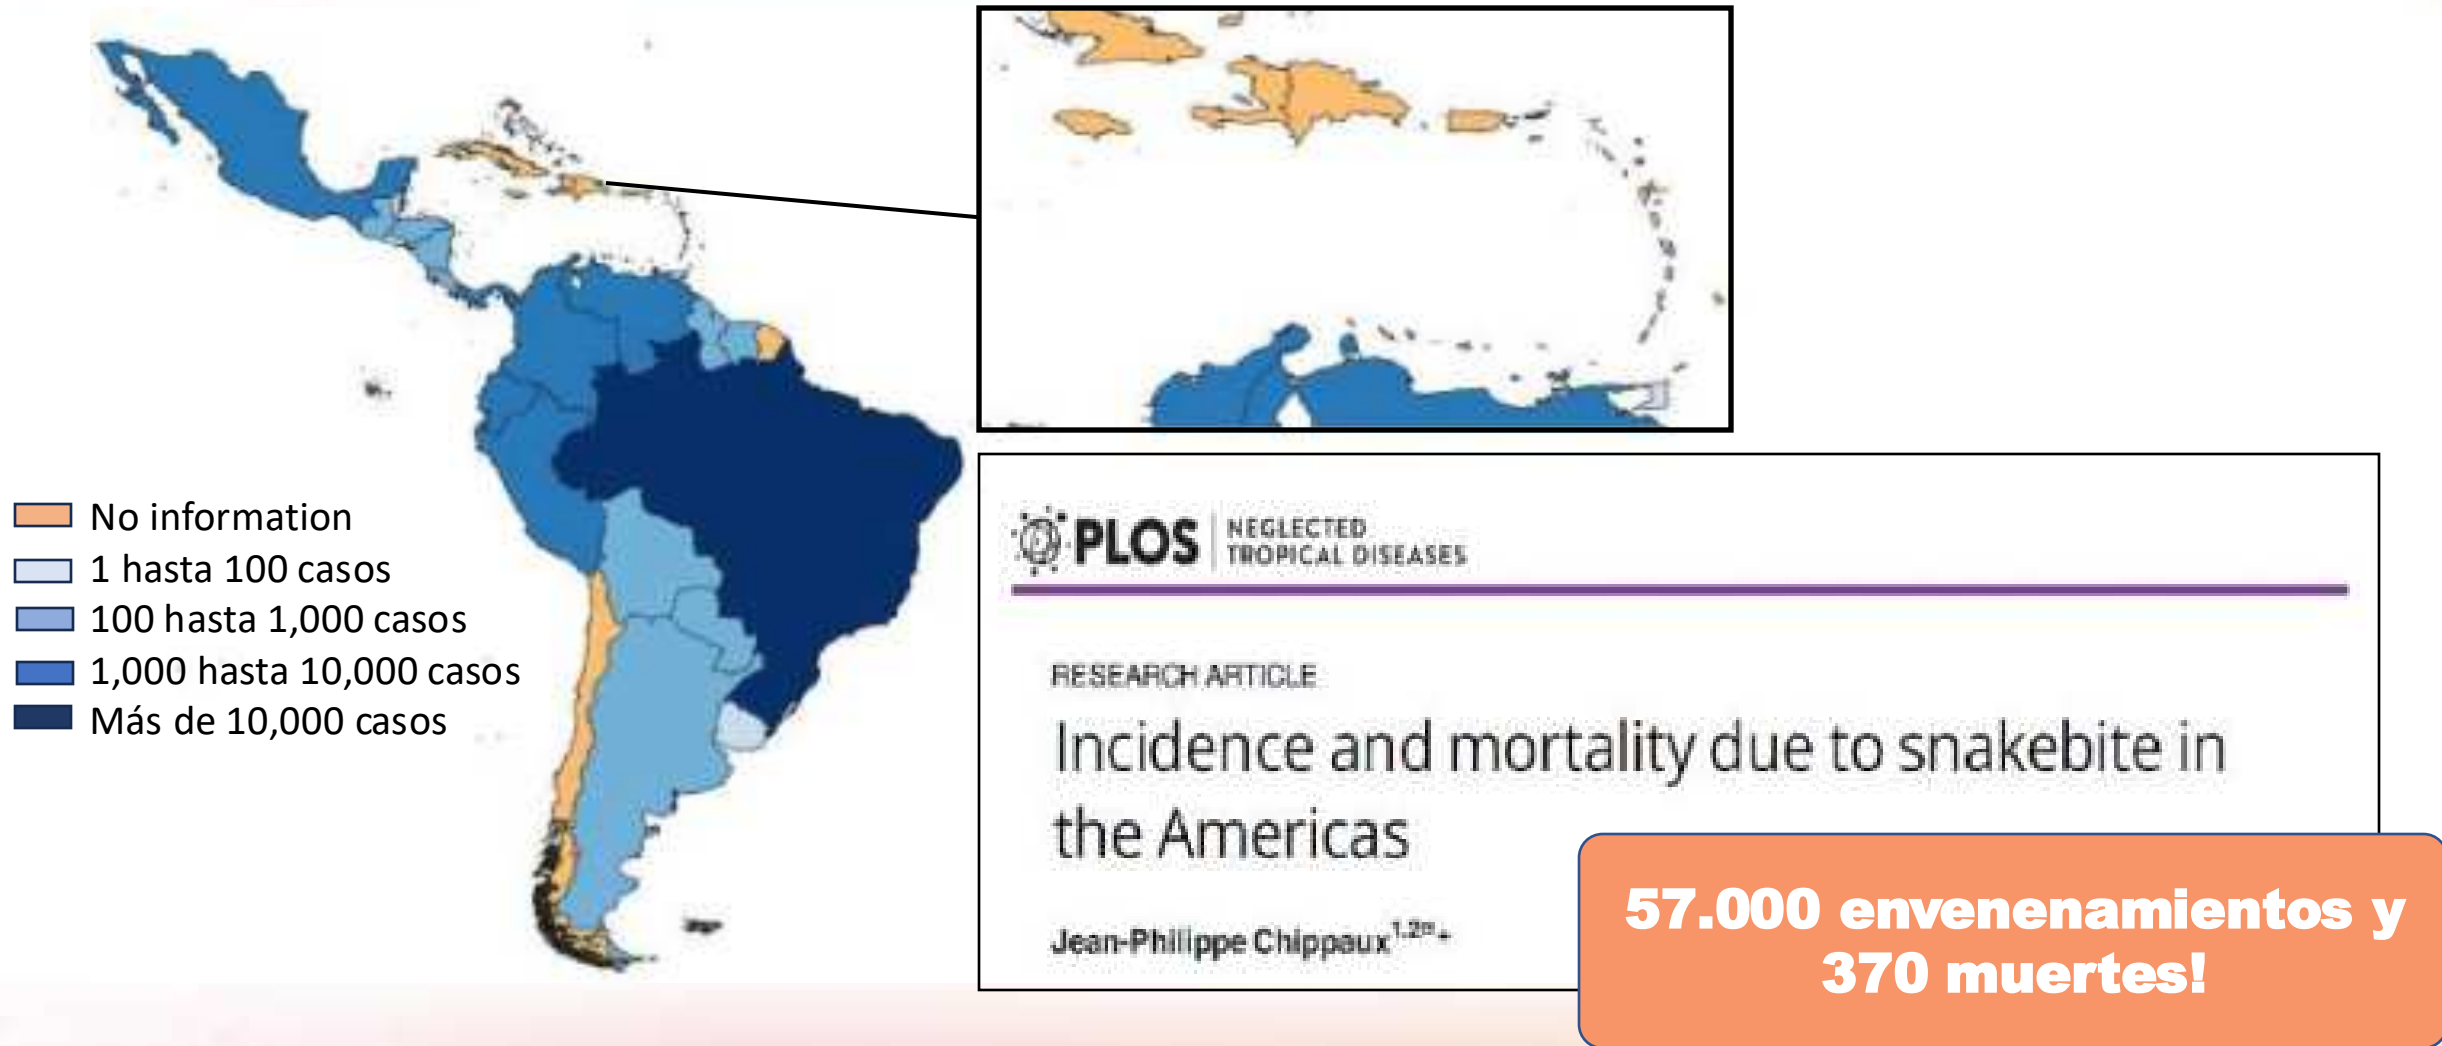 No information
1 hasta 100 casos
100 hasta 1,000 casos
1,000 hasta 10,000 casos
Más de 10,000 casos
PLOS
NEGLECTED
TROPICAL DISEASES
RESEARCH ARTICLE
Incidence and mortality due to snakebite in
the Americas
Jean-Philippe Chippaux
57.000 envenenamientos y
370 muertes!